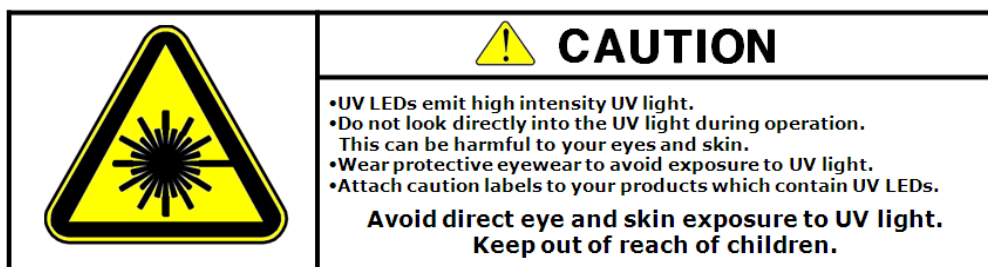 CAUTION
•UV LEDs emit high intensity UV light.
•Do not look directly into the UV light during operation.
This can be harmful to your eyes and skin.
•Wear protective eyewear to avoid exposure to UV light.
•Attach caution labels to your products which contain UV LEDs.
Avoid direct eye and skin exposure to UV light.
Keep out of reach of children.